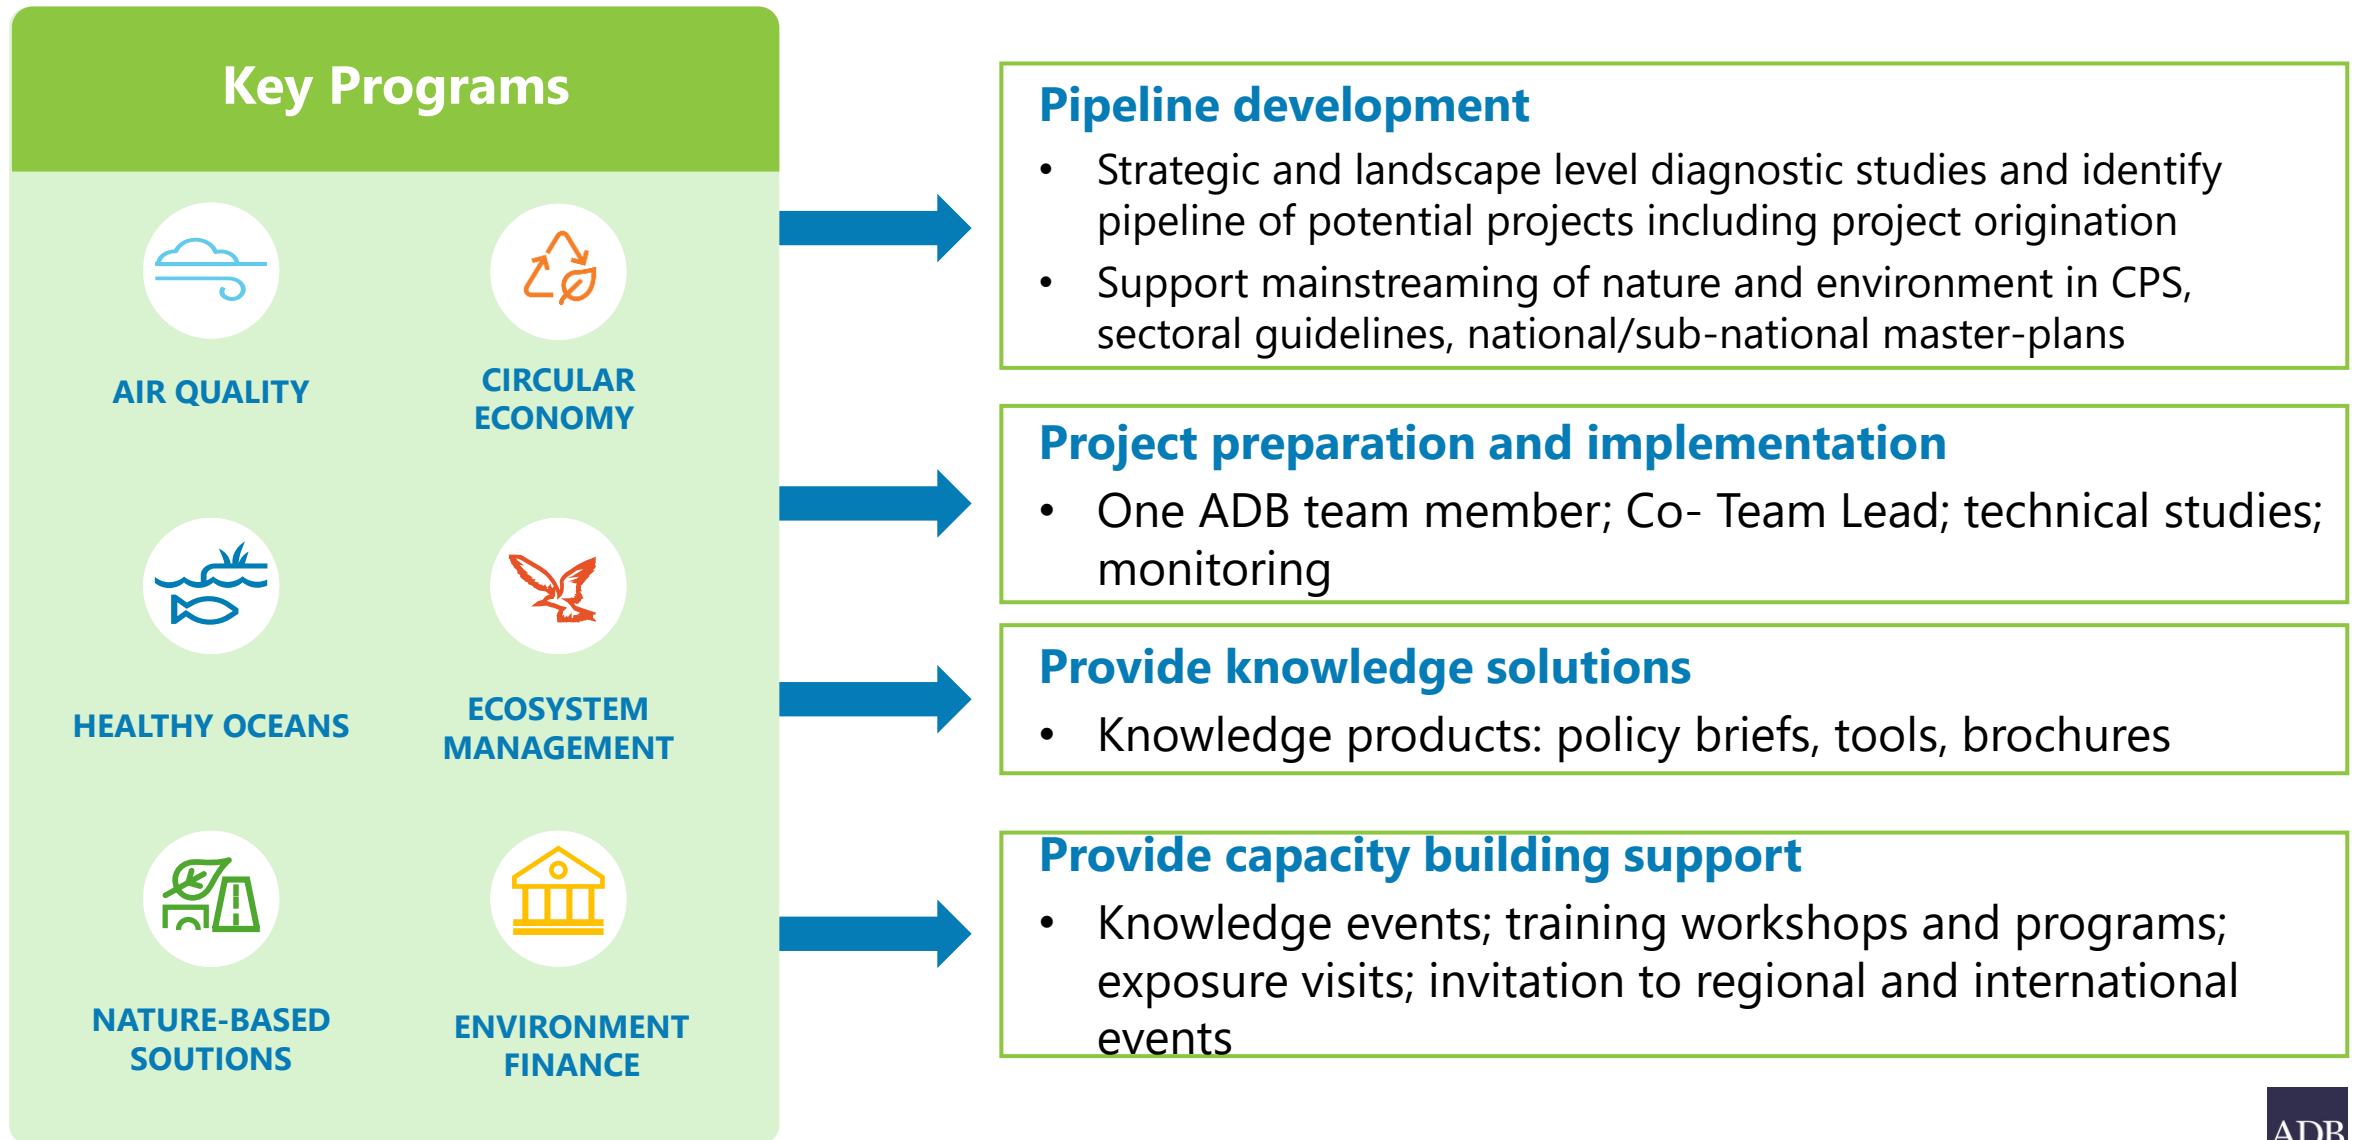 Key Programs
AIR QUALITY
CIRCULAR
ECONOMY
HEALTHY OCEANS
ECOSYSTEM
MANAGEMENT
NATURE-BASED
SOUTIONS
ENVIRONMENT
FINANCE
Pipeline development
• Strategic and landscape level diagnostic studies and identify
pipeline of potential projects including project origination
• Support mainstreaming of nature and environment in CPS,
sectoral guidelines, national/sub-national master-plans
Project preparation and implementation
• One ADB team member; Co- Team Lead; technical studies;
monitoring
Provide knowledge solutions
• Knowledge products: policy briefs, tools, brochures
Provide capacity building support
• Knowledge events; training workshops and programs;
exposure visits; invitation to regional and international
events
ADB